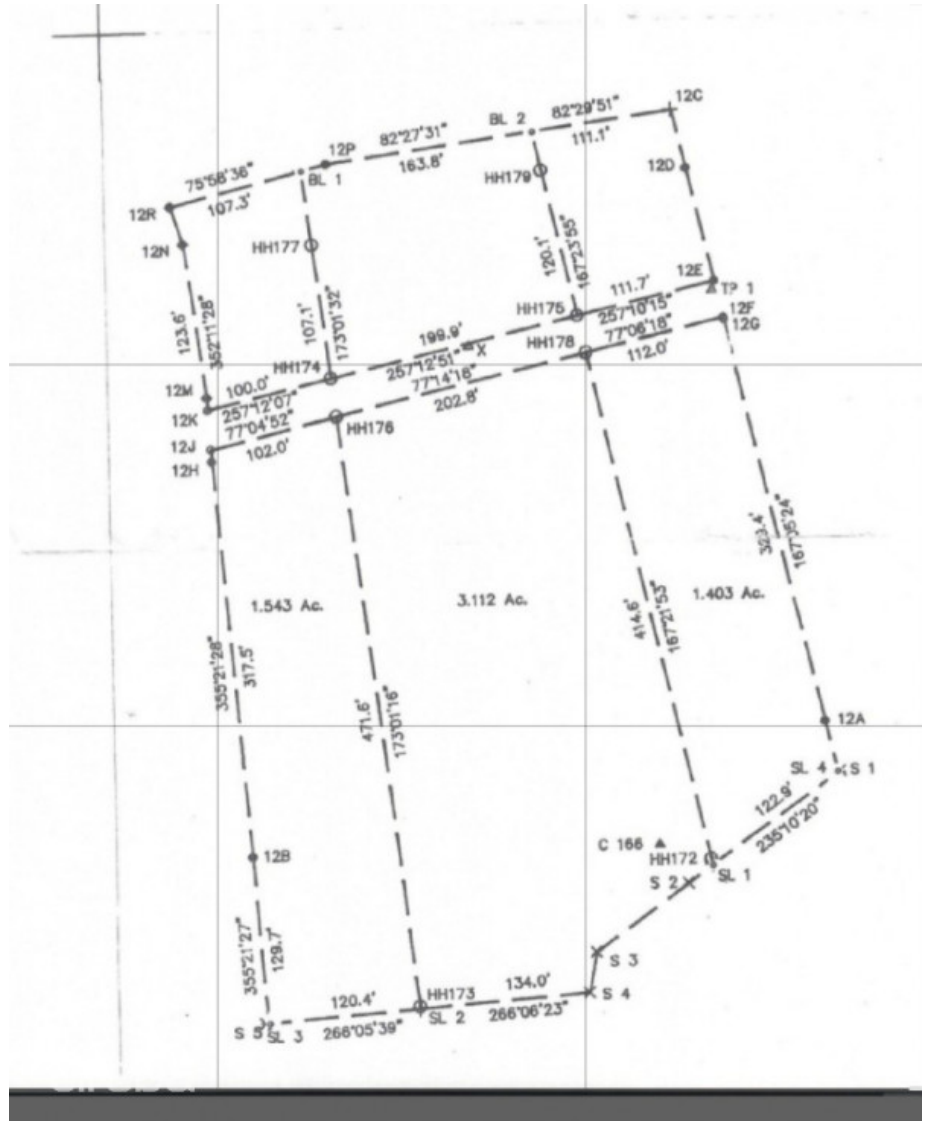 12C
82°29'51"
BL 2
111.1'
82°27'31"
12P
163.8'
75°58'36"
BL 1
107.3'
12R
12D
HH179
12N
HH177
120.1'
167°23'55"
12E
TP 1
111.7'
257°10'15"
12F
12G
77°06'18"
112.0'
HH175
HH178
123.6'
352°11'28"
107.1'
173°01'32"
199.9'
X
257°12'51"
77°14'18"
202.8'
HH174
12M
100.0'
12K
257°12'07"
77°04'52"
HH176
12J
102.0'
12H
323.4'
1.543 Ac.
3.112 Ac.
1.403 Ac.
414.6'
167°21'53"
355°21'28"
317.5'
471.6'
173°01'16"
12A
SL 4
S 1
122.9'
235°10'20"
C 166
HH172
SL 1
12B
S 2
S 3
355°21'27"
129.7'
134.0'
HH173
S 4
120.4'
SL 2
266°06'23"
SL 3
266°05'39"